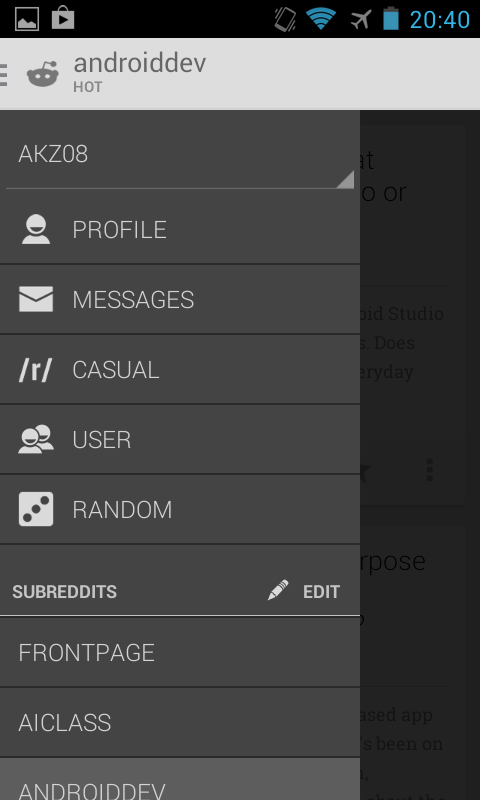 20:40
androiddev
HOT
AKZ08
PROFILE
MESSAGES
/r/ CASUAL
USER
RANDOM
SUBREDDITS EDIT
FRONTPAGE
AICLASS
ANDROIDDEV
o or
oid Studio
s. Does
eryday
rpose
ased app
's been on